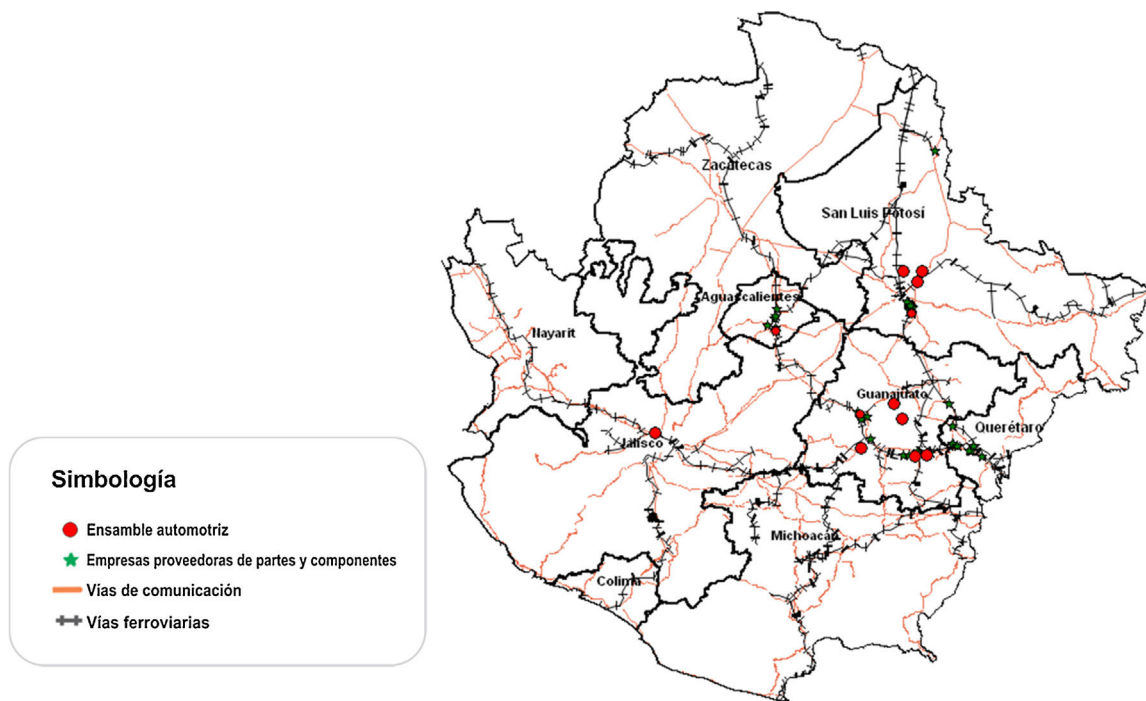 Zacatecas
San Luis Potosí
Aguascalientes
Nayarit
Guanajuato
Querétaro
Jalisco
Michoacán
Colima
Simbología
Ensamble automotriz
Empresas proveedoras de partes y componentes
Vías de comunicación
Vías ferroviarias